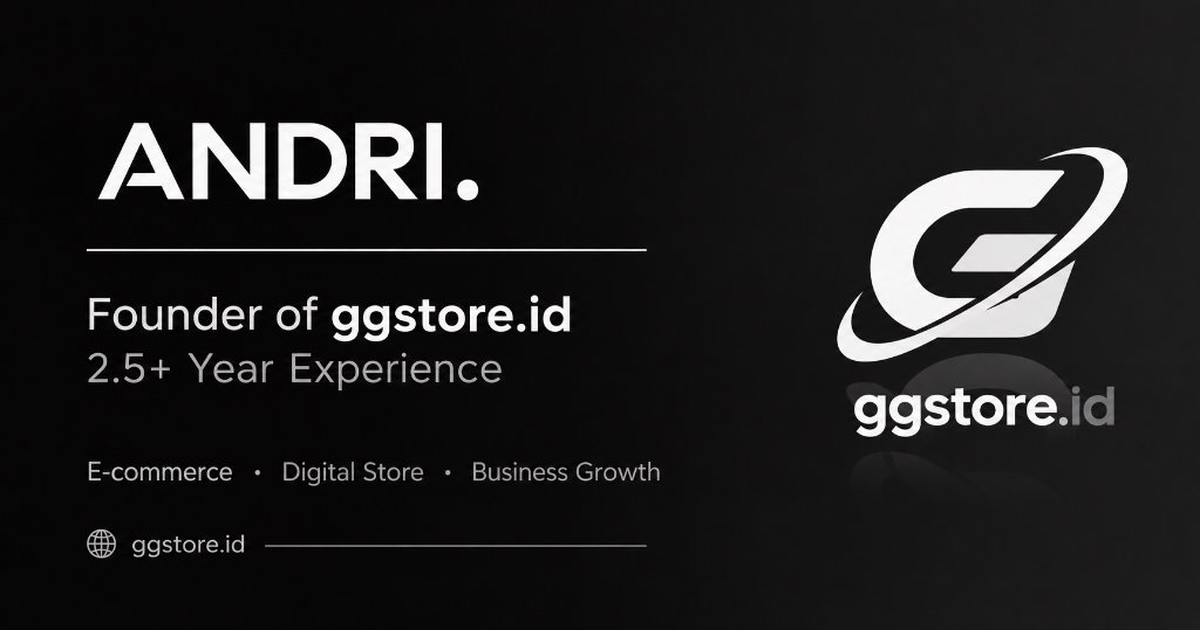 ANDRI.
Founder of ggstore.id
2.5+ Year Experience
E-commerce • Digital Store • Business Growth
ggstore.id
G
ggstore.id